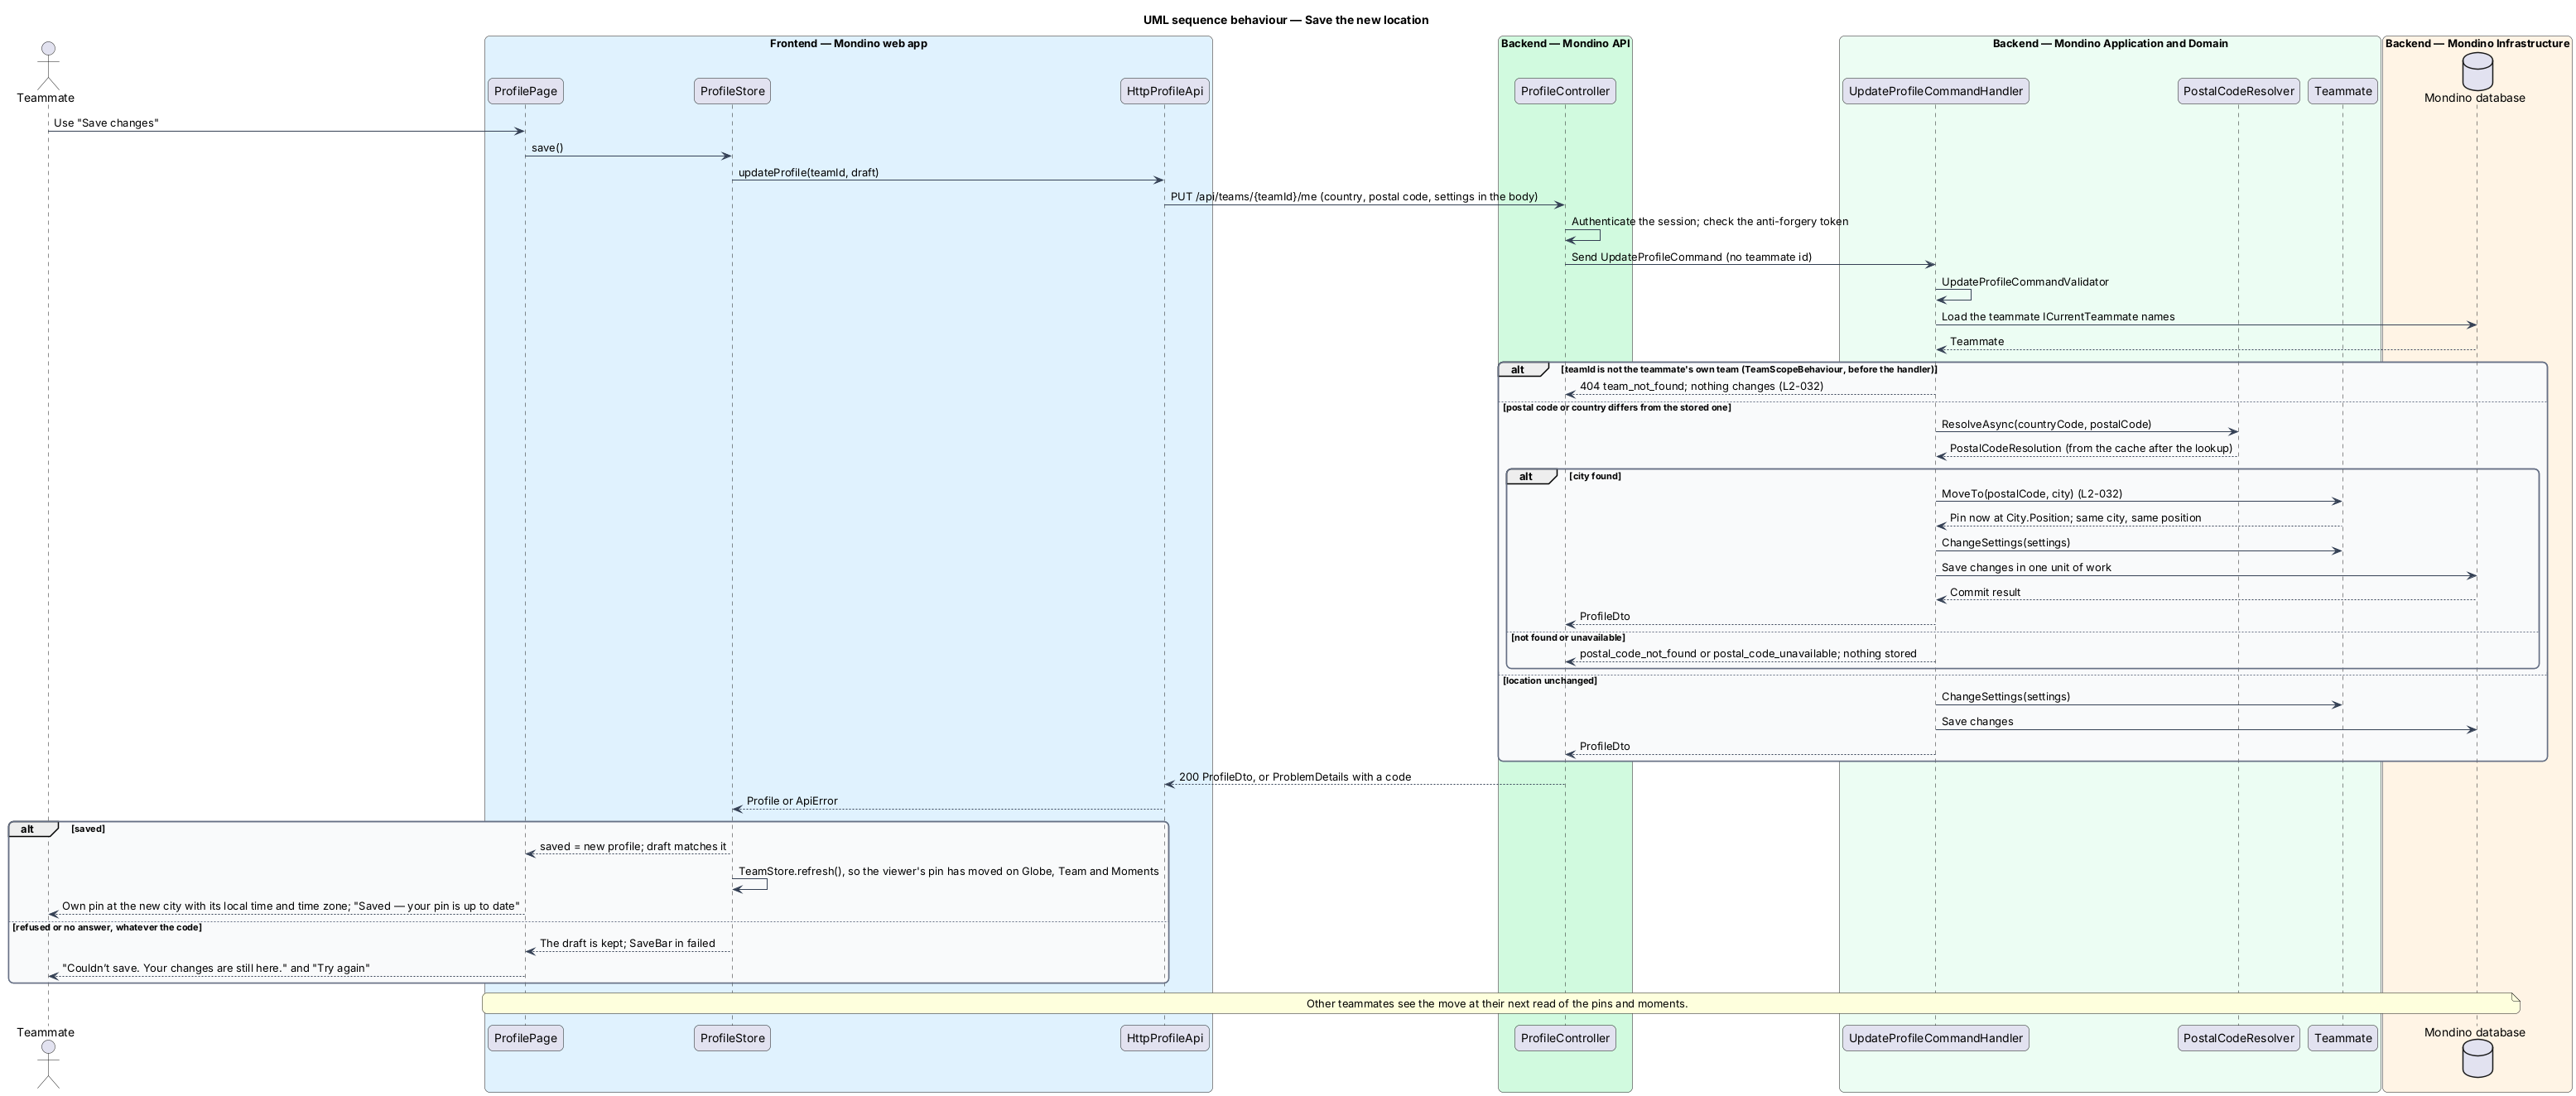 UML sequence behaviour — Save the new location
Frontend — Mondino web app
Backend — Mondino API
Backend — Mondino Application and Domain
Backend — Mondino Infrastructure
Teammate
ProfilePage
ProfileStore
HttpProfileApi
ProfileController
UpdateProfileCommandHandler
PostalCodeResolver
Teammate
Mondino database
Use "Save changes"
save()
updateProfile(teamId, draft)
PUT /api/teams/{teamId}/me (country, postal code, settings in the body)
Authenticate the session; check the anti-forgery token
Send UpdateProfileCommand (no teammate id)
UpdateProfileCommandValidator
Load the teammate ICurrentTeammate names
Teammate
alt
[teamId is not the teammate's own team (TeamScopeBehaviour, before the handler)]
404 team_not_found; nothing changes (L2-032)
[postal code or country differs from the stored one]
ResolveAsync(countryCode, postalCode)
PostalCodeResolution (from the cache after the lookup)
alt
[city found]
MoveTo(postalCode, city) (L2-032)
Pin now at City.Position; same city, same position
ChangeSettings(settings)
Save changes in one unit of work
Commit result
ProfileDto
[not found or unavailable]
postal_code_not_found or postal_code_unavailable; nothing stored
[location unchanged]
ChangeSettings(settings)
Save changes
ProfileDto
200 ProfileDto, or ProblemDetails with a code
Profile or ApiError
alt
[saved]
saved = new profile; draft matches it
TeamStore.refresh(), so the viewer's pin has moved on Globe, Team and Moments
Own pin at the new city with its local time and time zone; "Saved — your pin is up to date"
[refused or no answer, whatever the code]
The draft is kept; SaveBar in failed
"Couldn't save. Your changes are still here." and "Try again"
Other teammates see the move at their next read of the pins and moments.
Teammate
ProfilePage
ProfileStore
HttpProfileApi
ProfileController
UpdateProfileCommandHandler
PostalCodeResolver
Teammate
Mondino database